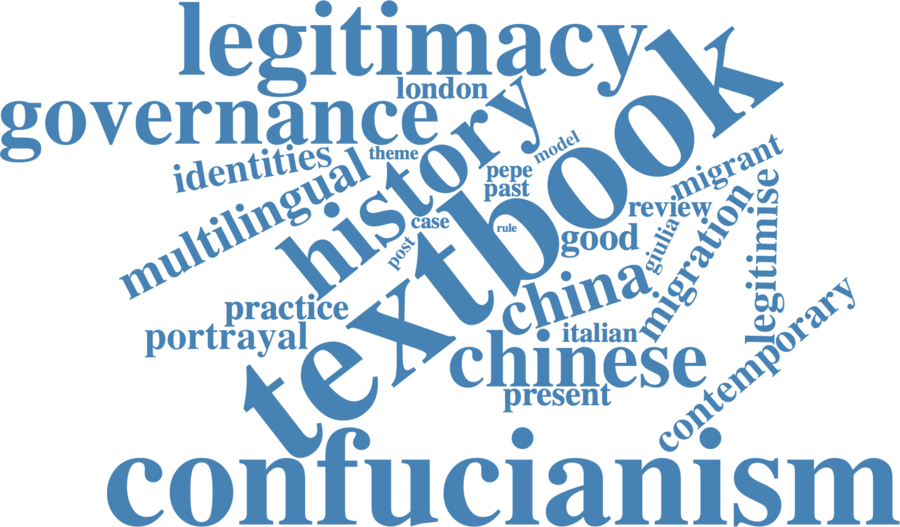 legitimacy
textbook
london
governance
history
model
theme
identities
migrant
pepe
multilingual
past
legitimise
review
migration
case
rule
giulia
good
post
china
practice
contemporary
italian
portrayal
chinese
present
confucianism